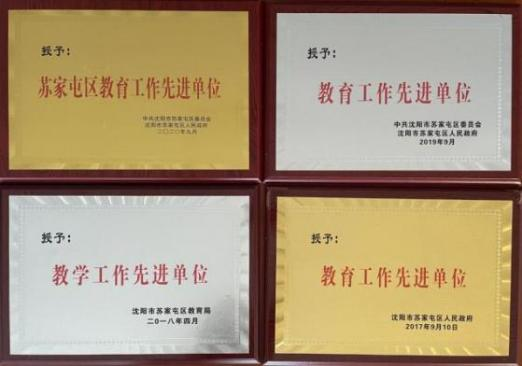 授予：
苏家屯区教育工作先进单位
中共沈阳市苏家屯区委员会
沈阳市苏家屯区人民政府
二〇二〇年九月
授予：
教育工作先进单位
中共沈阳市苏家屯区委员会
沈阳市苏家屯区人民政府
2019年9月
授予：
教学工作先进单位
沈阳市苏家屯区教育局
二0一八年四月
授予：
教育工作先进单位
沈阳市苏家屯区人民政府
2017年9月10日